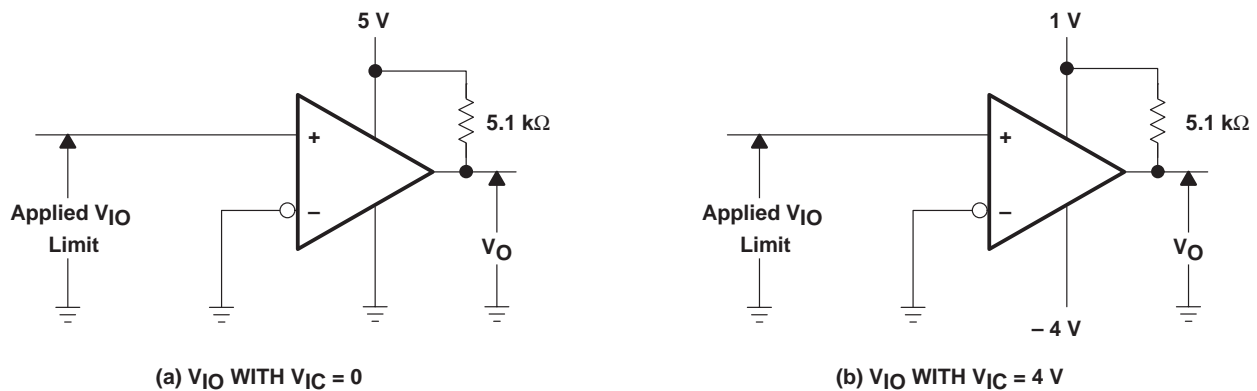 5 V
5.1 kΩ
+
−
Applied VIO
Limit
VO
(a) VIO WITH VIC = 0
1 V
5.1 kΩ
+
−
Applied VIO
Limit
VO
– 4 V
(b) VIO WITH VIC = 4 V